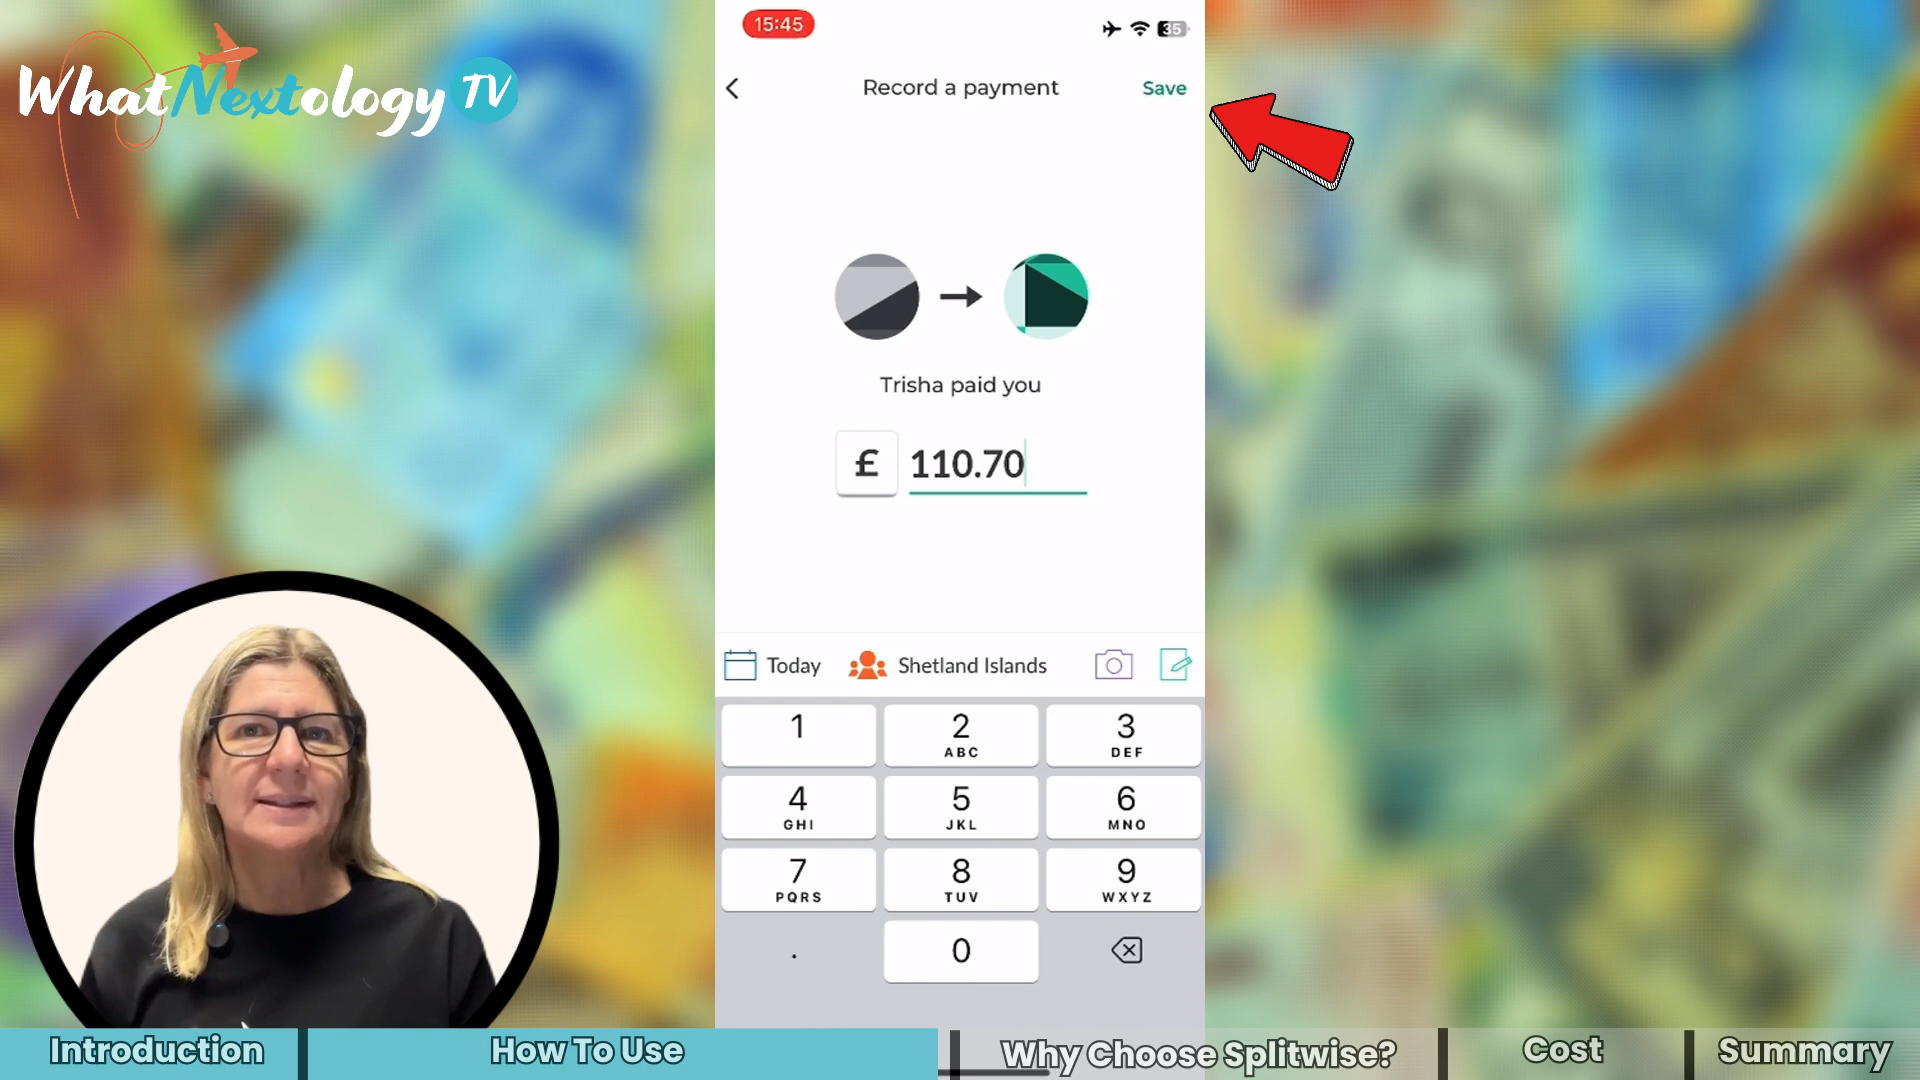 WhatNextology TV
15:45
35
Record a payment
Save
Trisha paid you
£ 110.70
Today
Shetland Islands
1
2
ABC
3
DEF
4
GHI
5
JKL
6
MNO
7
PQRS
8
TUV
9
WXYZ
.
0
Introduction
How To Use
Why Choose Splitwise?
Cost
Summary